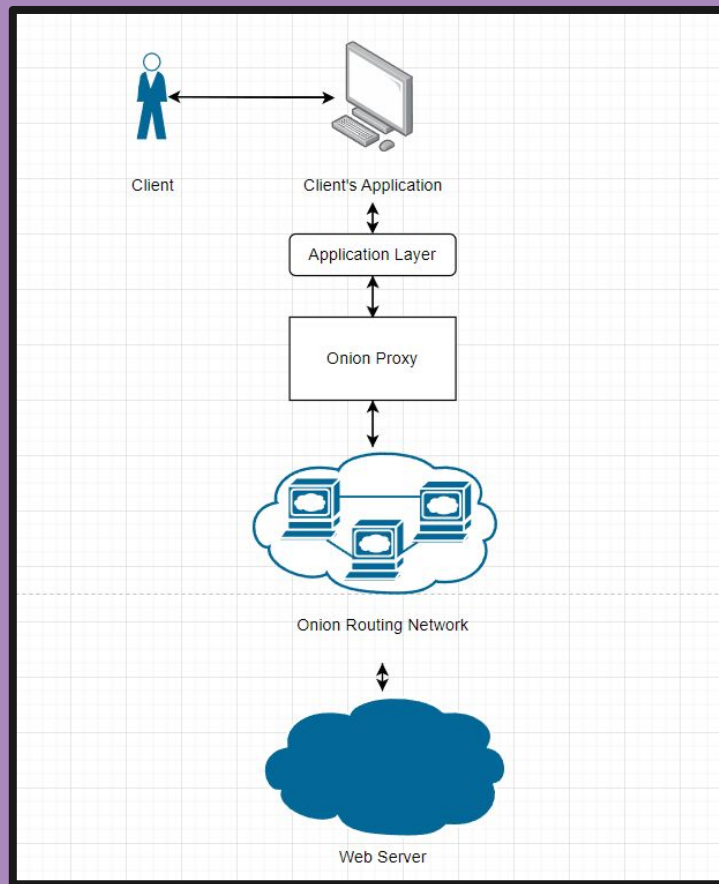 Client
Client's Application
Application Layer
Onion Proxy
Onion Routing Network
Web Server